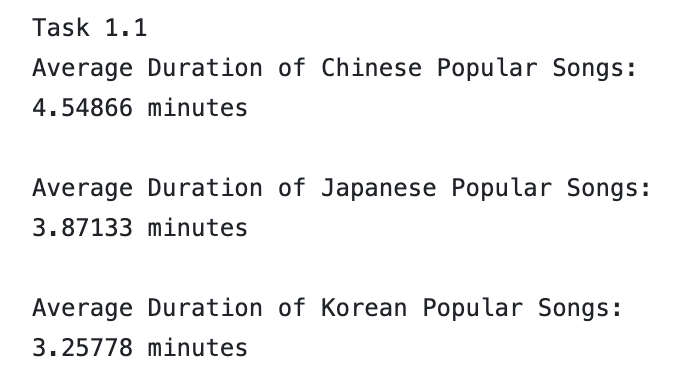 Task 1.1
Average Duration of Chinese Popular Songs:
4.54866 minutes
Average Duration of Japanese Popular Songs:
3.87133 minutes
Average Duration of Korean Popular Songs:
3.25778 minutes